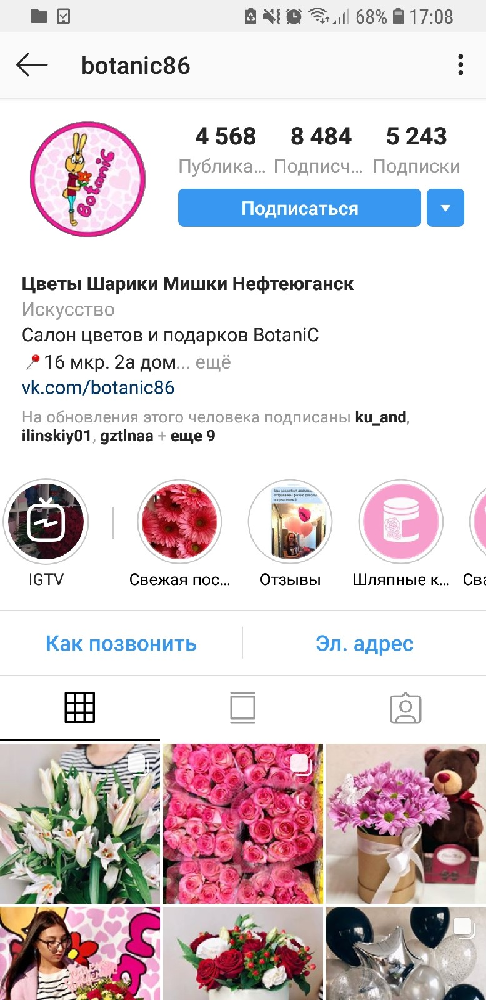 68% 17:08
botanic86
4 568 8 484 5 243
Публика... Подписч... Подписки
Подписаться
BotaniC
Цветы Шарики Мишки Нефтеюганск
Искусство
Салон цветов и подарков BotaniC
16 мкр. 2а дом... ещё
vk.com/botanic86
На обновления этого человека подписаны ku_and,
ilinskiy01, gztlnaa + еще 9
IGTV Свежая пос... Отзывы Шляпные к... Сва
Как позвонить Эл. адрес